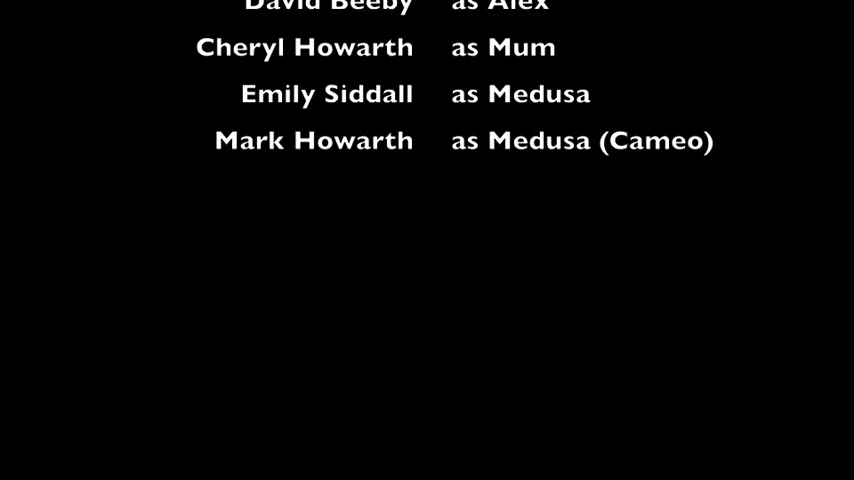 David Beeby as Alex
Cheryl Howarth as Mum
Emily Siddall as Medusa
Mark Howarth as Medusa (Cameo)